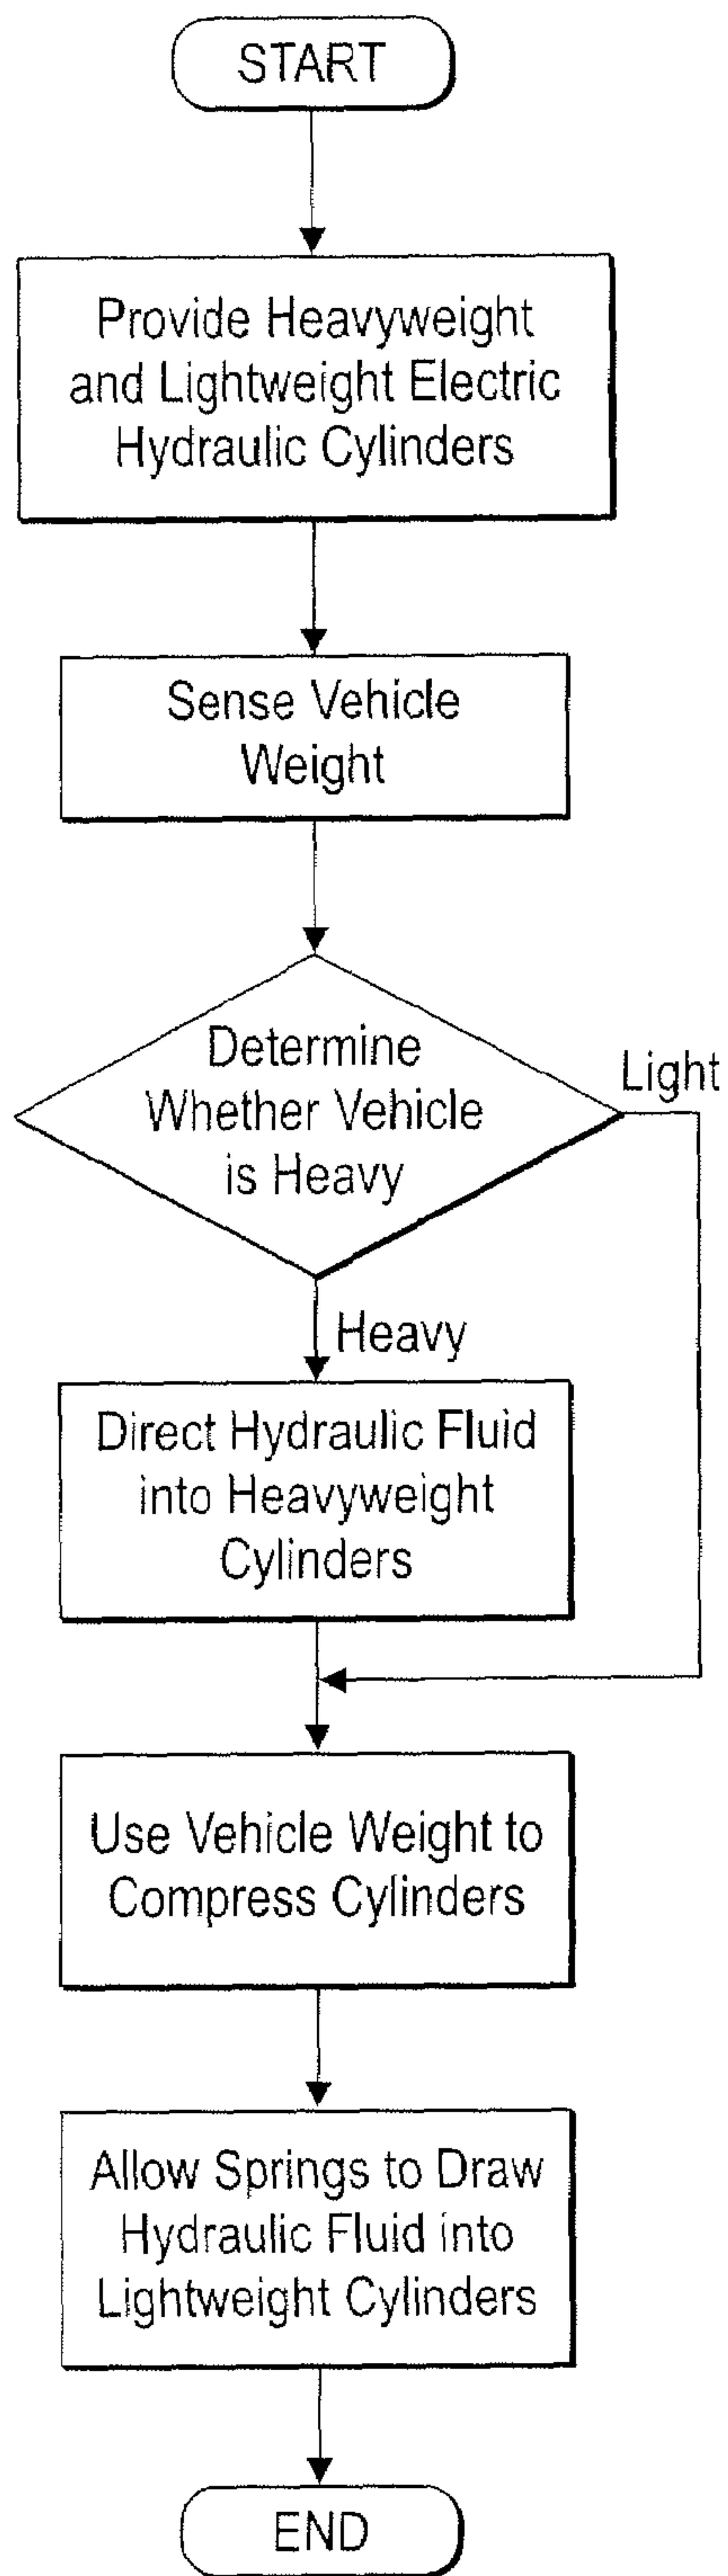 START
Provide Heavyweight
and Lightweight Electric
Hydraulic Cylinders
Sense Vehicle
Weight
Determine
Whether Vehicle
is Heavy
Light
Heavy
Direct Hydraulic Fluid
into Heavyweight
Cylinders
Use Vehicle Weight to
Compress Cylinders
Allow Springs to Draw
Hydraulic Fluid into
Lightweight Cylinders
END